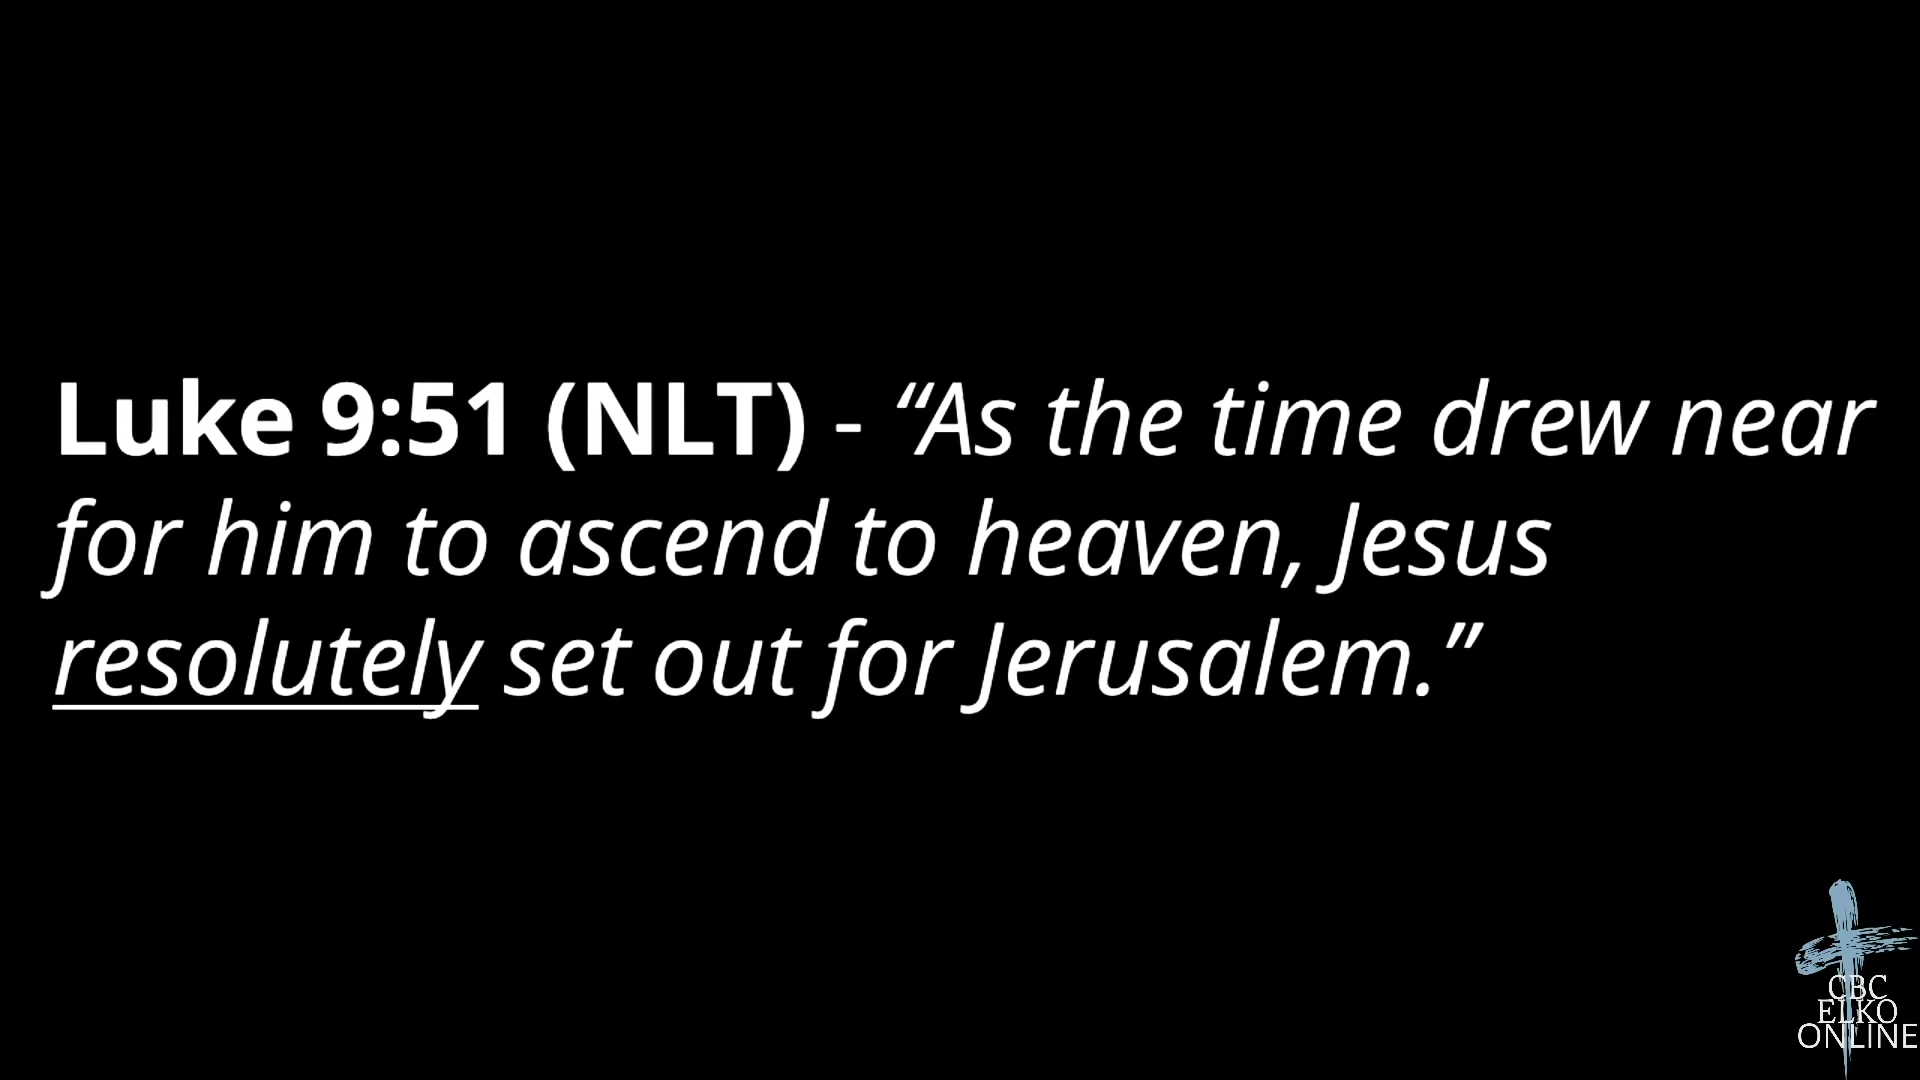 Luke 9:51 (NLT) - “As the time drew near
for him to ascend to heaven, Jesus
resolutely set out for Jerusalem.”
CBC
ELKO
ONLINE